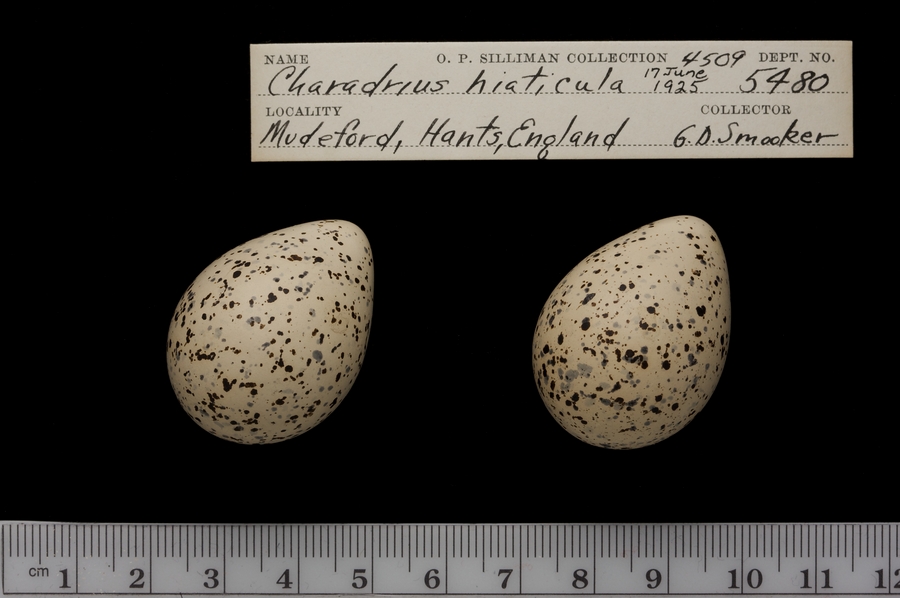 NAME O. P. SILLIMAN COLLECTION 4509 DEPT. NO.
Charadrius hiaticula 17 June 1925 5480
LOCALITY COLLECTOR
Mudeford, Hants, England G. D. Smooker
cm 1 2 3 4 5 6 7 8 9 10 11 12